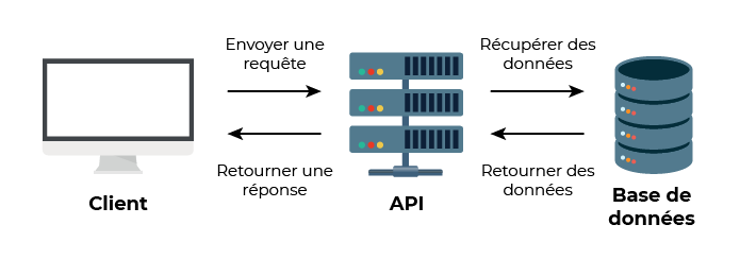 Envoyer une
requête
Récupérer des
données
Retourner une
réponse
Retourner des
données
Client
API
Base de
données